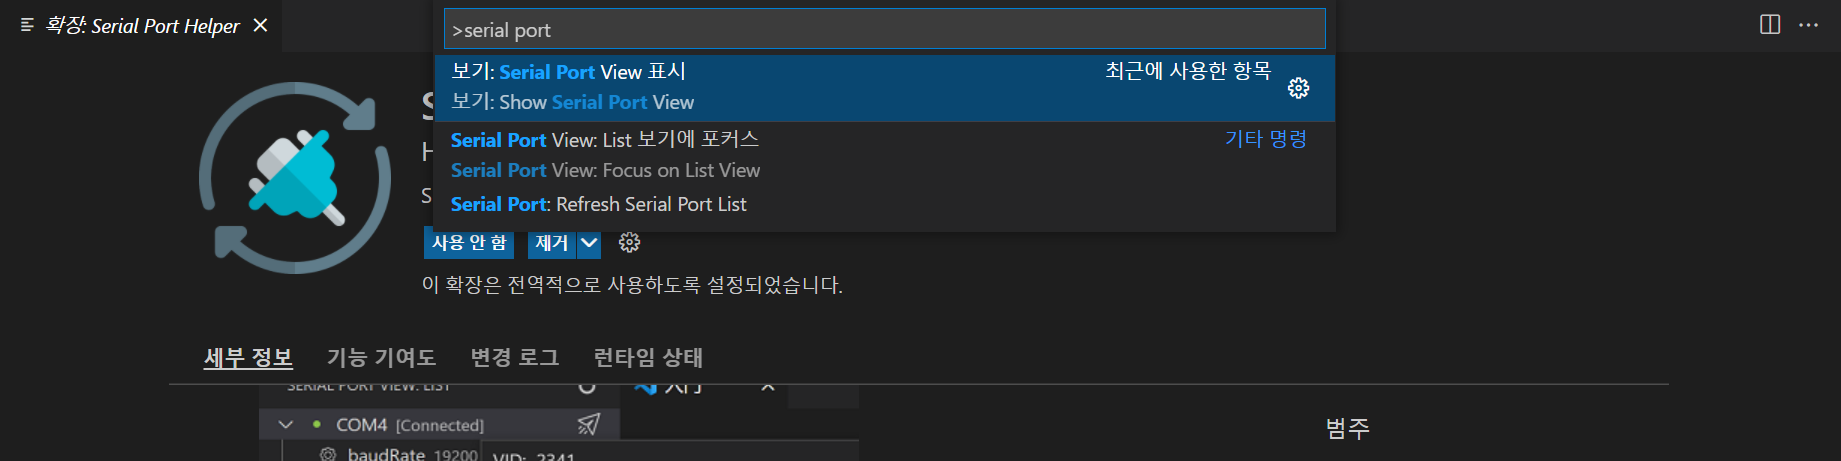 확장: Serial Port Helper
>serial port
보기: Serial Port View 표시
최근에 사용한 항목
보기: Show Serial Port View
Serial Port View: List 보기에 포커스
기타 명령
Serial Port View: Focus on List View
Serial Port: Refresh Serial Port List
사용 안 함
제거
이 확장은 전역적으로 사용하도록 설정되었습니다.
세부 정보
기능 기여도
변경 로그
런타임 상태
SERIAL PORT VIEW: LIST
COM4 [Connected]
범주
baudRate 19200
VID: 2341